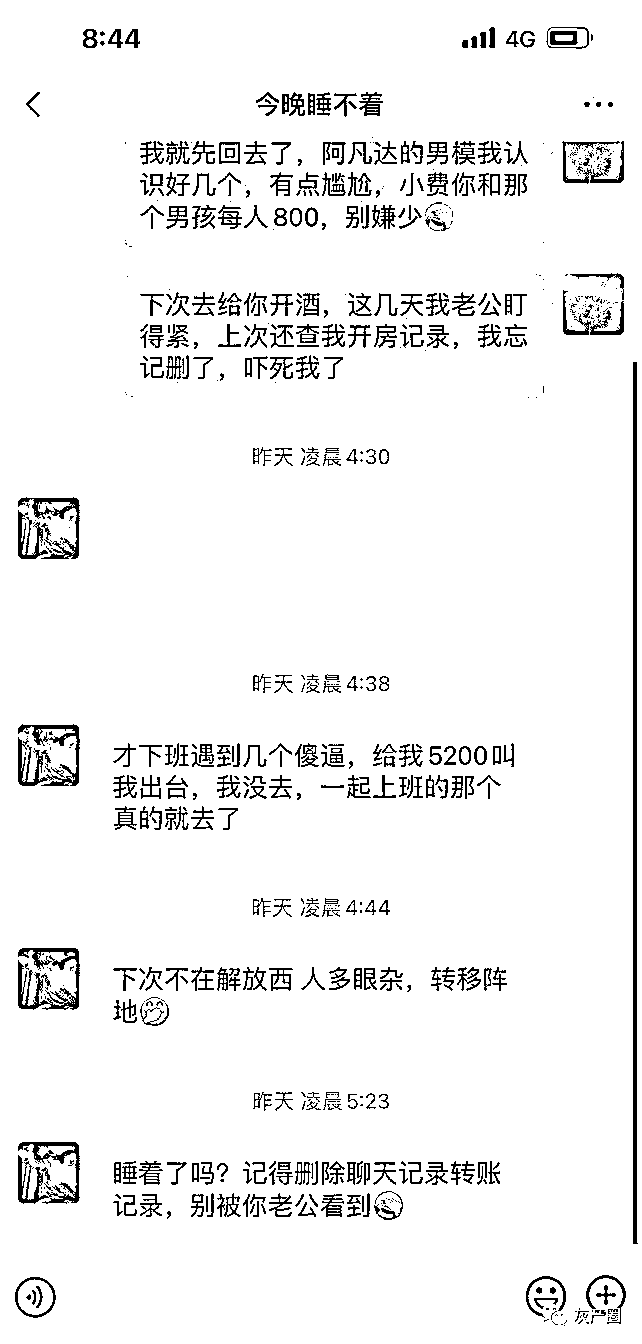 8:44
4G
今晚睡不着
我就先回去了，阿凡达的男模我认
识好几个，有点尴尬，小费你和那
个男孩每人800，别嫌少
下次去给你开酒，这几天我老公盯
得紧，上次还查我开房记录，我忘
记删了，吓死我了
昨天 凌晨4:30
昨天 凌晨4:38
才下班遇到几个傻逼，给我5200叫
我出台，我没去，一起上班的那个
真的就去了
昨天 凌晨4:44
下次不在解放西 人多眼杂，转移阵
地
昨天 凌晨5:23
睡着了吗？记得删除聊天记录转账
记录，别被你老公看到
灰产圈